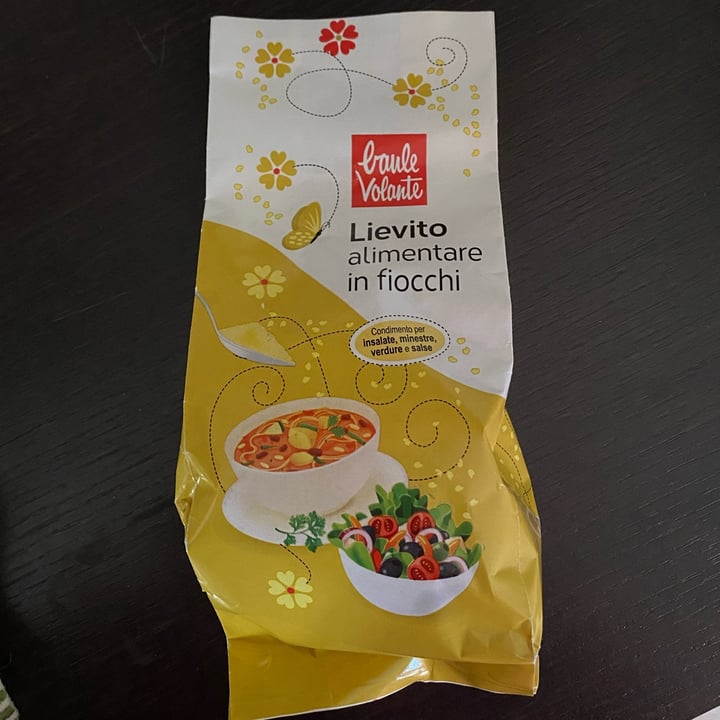 baule
Volante
Lievito
alimentare
in fiocchi
Condimento per
insalate, minestre,
verdure e salse